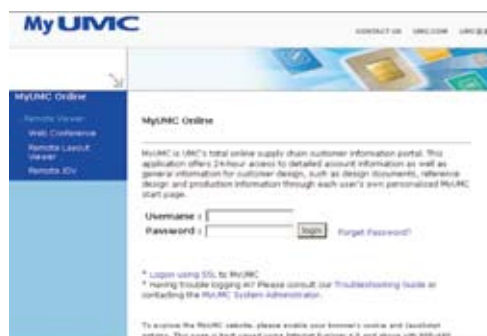 My UMC
CONTACT US UMC.COM UMC
MyUMC Online
Remote Viewer
Web Conference
Remote Layout
Viewer
Remote JDV
MyUMC Online
MyUMC is UMC's total online supply chain customer information portal. This
application offers 24-hour access to detailed account information as well as
general information for customer design, such as design documents, reference
design and production information through each user's own personalized MyUMC
start page.
Username :
Password :
login
Forget Password?
* Logon using SSL to MyUMC
* Having trouble logging in? Please consult our Troubleshooting Guide or
contacting the MyUMC System Administrator.
To explore the MyUMC website, please enable your browser's cookie and JavaScript